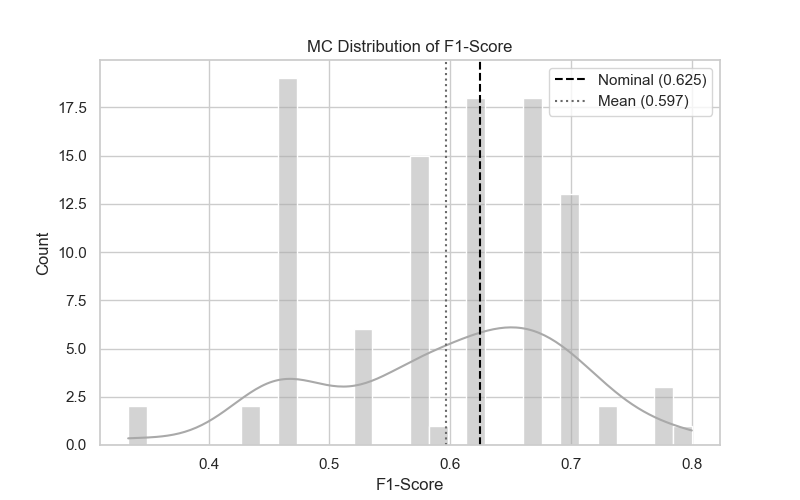 MC Distribution of F1-Score
Nominal (0.625)
Mean (0.597)
Count
17.5
15.0
12.5
10.0
7.5
5.0
2.5
0.0
0.4 0.5 0.6 0.7 0.8
F1-Score